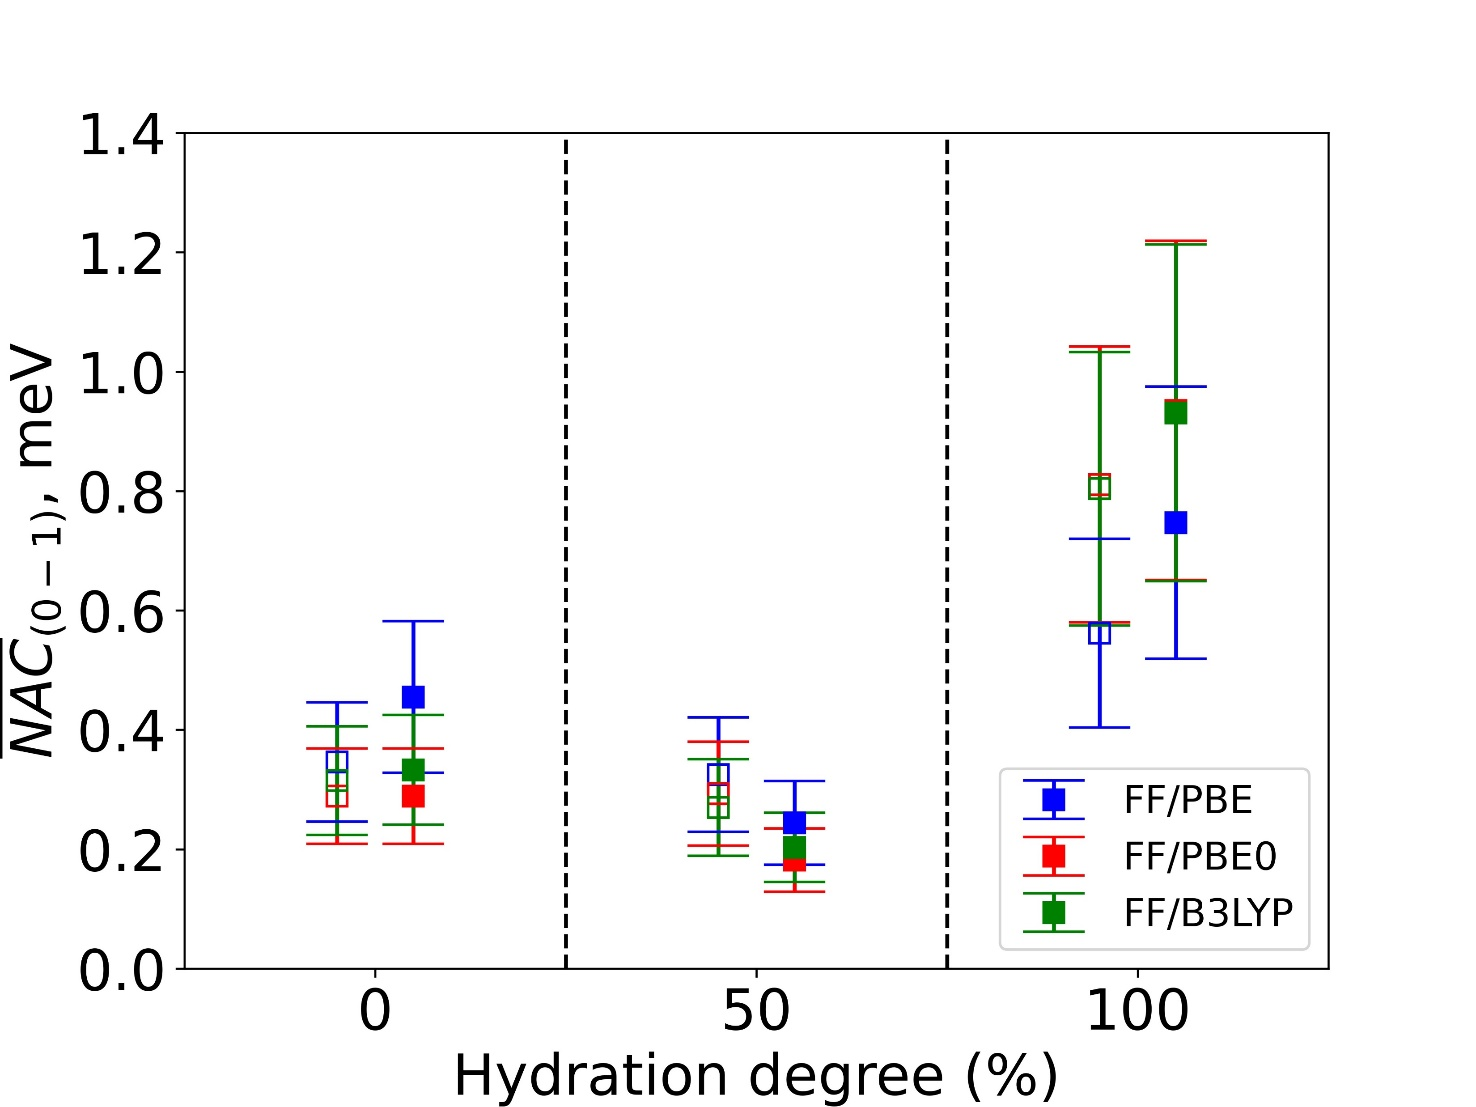 1.4
1.2
1.0
0.8
0.6
0.4
0.2
0.0
NAC(0 − 1), meV
0 50 100
Hydration degree (%)
FF/PBE
FF/PBE0
FF/B3LYP